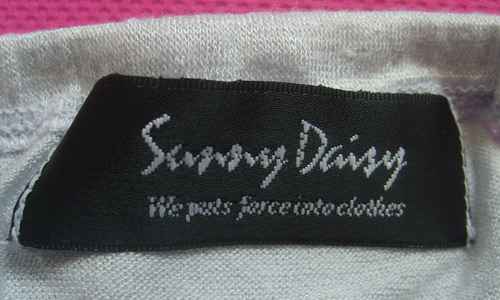 Sunny Daisy
We puts force into clothes